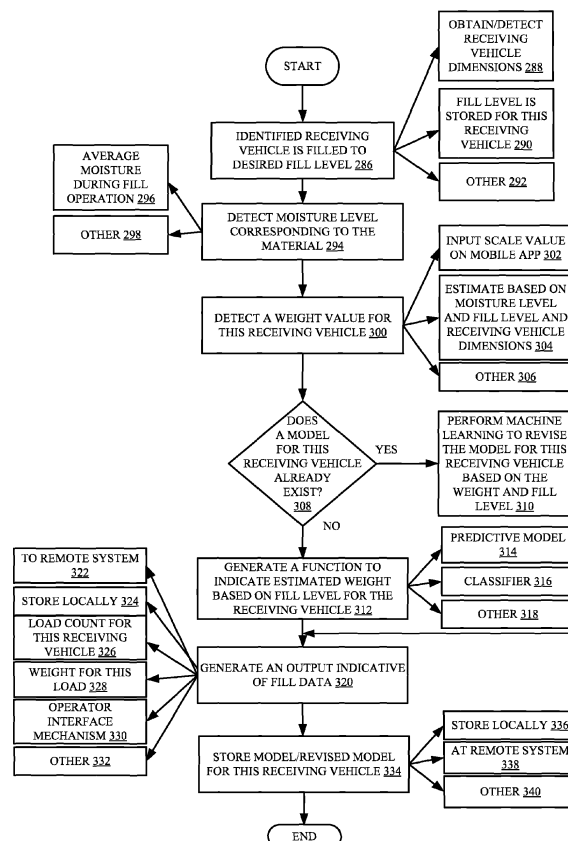 START
OBTAIN/DETECT
RECEIVING
VEHICLE
DIMENSIONS 288
IDENTIFIED RECEIVING
VEHICLE IS FILLED TO
DESIRED FILL LEVEL 286
FILL LEVEL IS
STORED FOR THIS
RECEIVING
VEHICLE 290
OTHER 292
AVERAGE
MOISTURE
DURING FILL
OPERATION 296
OTHER 298
DETECT MOISTURE LEVEL
CORRESPONDING TO THE
MATERIAL 294
INPUT SCALE VALUE
ON MOBILE APP 302
DETECT A WEIGHT VALUE FOR
THIS RECEIVING VEHICLE 300
ESTIMATE BASED ON
MOISTURE LEVEL
AND FILL LEVEL AND
RECEIVING VEHICLE
DIMENSIONS 304
OTHER 306
DOES
A MODEL
FOR THIS
RECEIVING VEHICLE
ALREADY
EXIST?
308
YES
PERFORM MACHINE
LEARNING TO REVISE
THE MODEL FOR THIS
RECEIVING VEHICLE
BASED ON THE
WEIGHT AND FILL
LEVEL 310
NO
GENERATE A FUNCTION TO
INDICATE ESTIMATED WEIGHT
BASED ON FILL LEVEL FOR THE
RECEIVING VEHICLE 312
PREDICTIVE MODEL
314
CLASSIFIER 316
OTHER 318
TO REMOTE SYSTEM
322
STORE LOCALLY 324
LOAD COUNT FOR
THIS RECEIVING
VEHICLE 326
WEIGHT FOR THIS
LOAD 328
OPERATOR
INTERFACE
MECHANISM 330
OTHER 332
GENERATE AN OUTPUT INDICATIVE
OF FILL DATA 320
STORE MODEL/REVISED MODEL
FOR THIS RECEIVING VEHICLE 334
STORE LOCALLY 336
AT REMOTE SYSTEM
338
OTHER 340
END